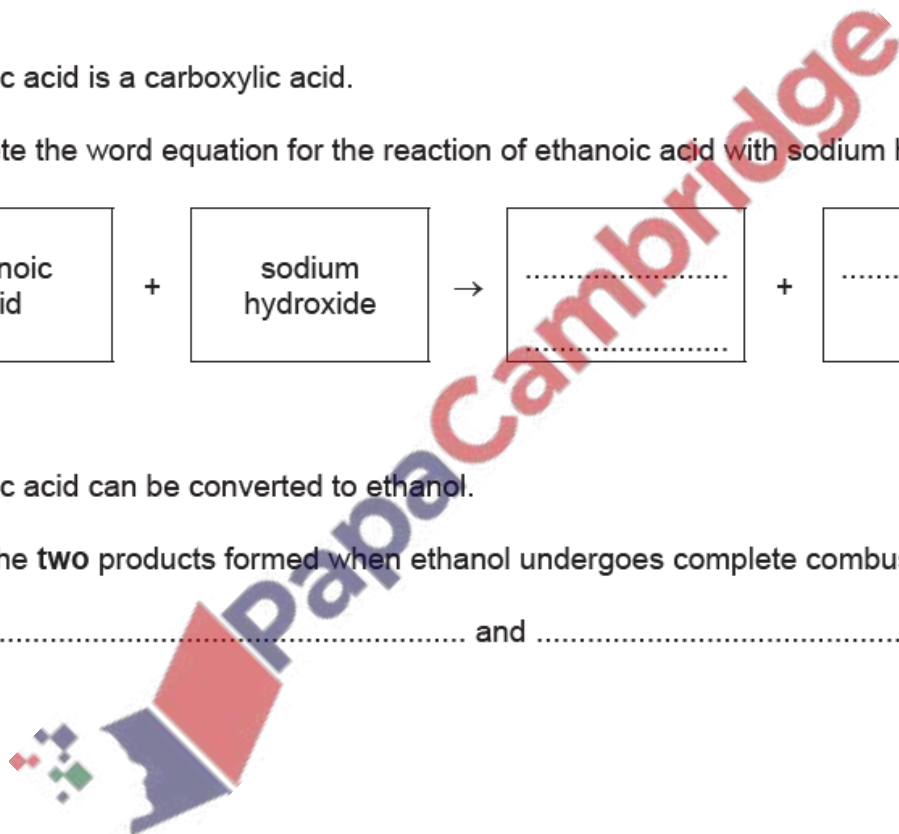 c acid is a carboxylic acid.
te the word equation for the reaction of ethanoic acid with sodium h
noic
id
+
sodium
hydroxide
→
..............................
..............................
+
........
c acid can be converted to ethanol.
he two products formed when ethanol undergoes complete combus
.................................................................. and .....................................................
PapaCambridge